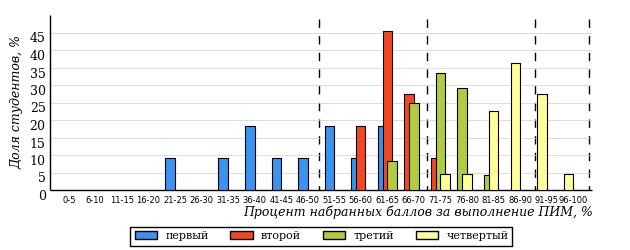 Доля студентов, %
45
40
35
30
25
20
15
10
5
0
0-5 6-10 11-15 16-20 21-25 26-30 31-35 36-40 41-45 46-50 51-55 56-60 61-65 66-70 71-75 76-80 81-85 86-90 91-95 96-100
Процент набранных баллов за выполнение ПИМ, %
первый второй третий четвертый